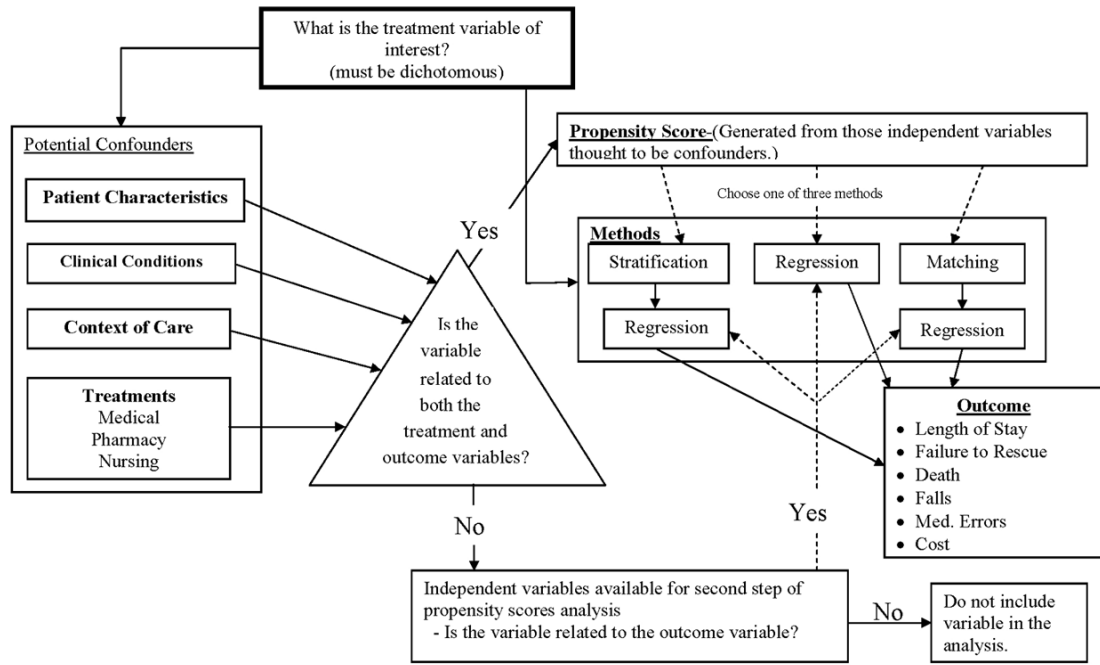 What is the treatment variable of
interest?
(must be dichotomous)
Potential Confounders
Patient Characteristics
Clinical Conditions
Context of Care
Treatments
Medical
Pharmacy
Nursing
Yes
Is the
variable
related to
both the
treatment and
outcome variables?
No
Propensity Score-(Generated from those independent variables
thought to be confounders.)
Choose one of three methods
Methods
Stratification
Regression
Matching
Regression
Regression
Outcome
• Length of Stay
• Failure to Rescue
• Death
• Falls
• Med. Errors
• Cost
Yes
Independent variables available for second step of
propensity scores analysis
- Is the variable related to the outcome variable?
No
Do not include
variable in the
analysis.